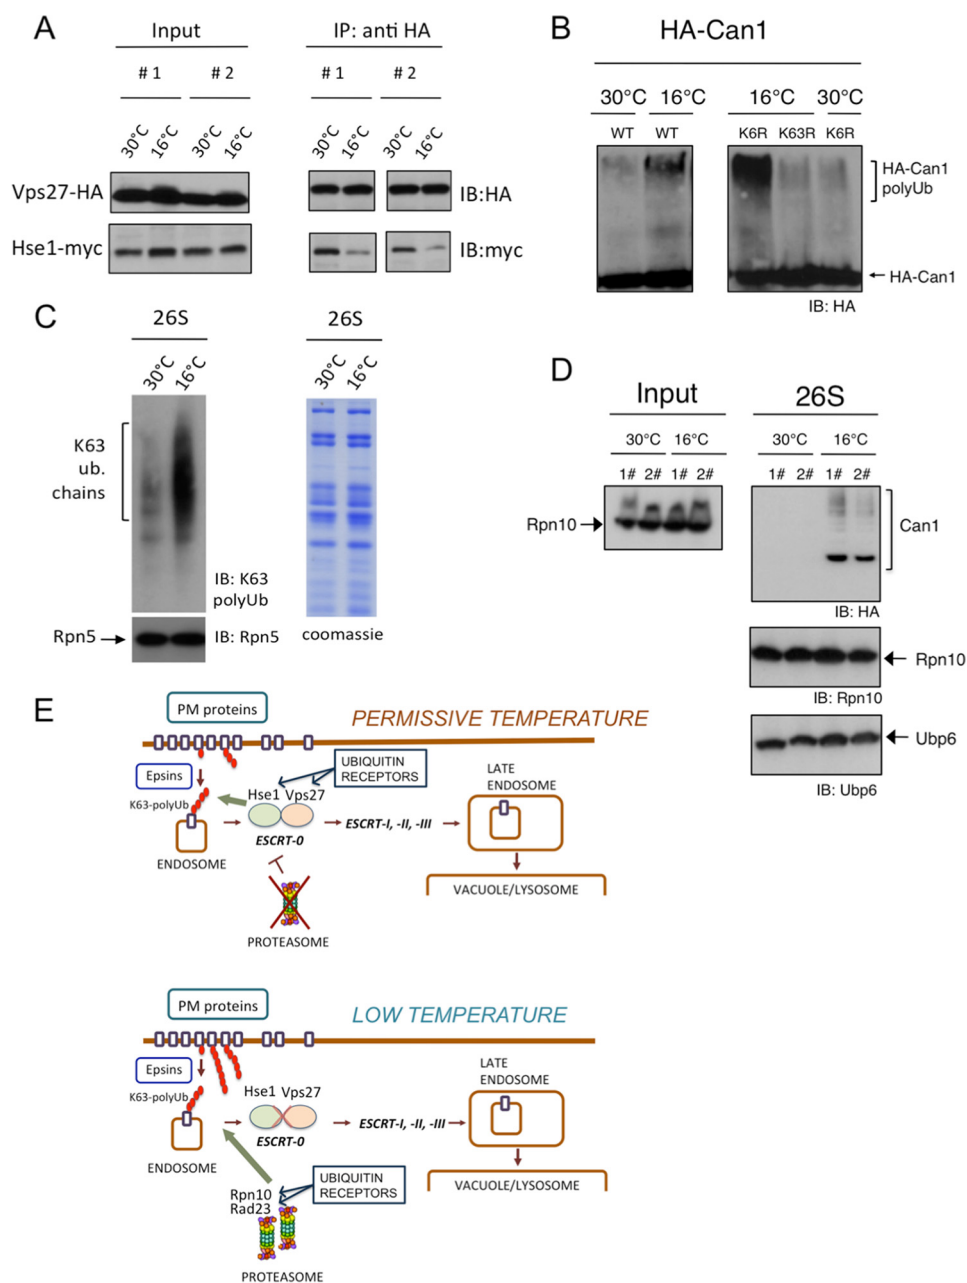 A
Input
IP: anti HA
# 1
# 2
# 1
# 2
30°C
16°C
30°C
16°C
30°C
16°C
30°C
16°C
Vps27-HA
IB:HA
Hse1-myc
IB:myc
B
HA-Can1
30°C
16°C
16°C
30°C
WT
WT
K6R
K63R
K6R
HA-Can1
polyUb
HA-Can1
IB: HA
C
26S
26S
30°C
16°C
30°C
16°C
K63
ub.
chains
IB: K63
polyUb
Rpn5
IB: Rpn5
coomassie
D
Input
26S
30°C
16°C
30°C
16°C
1#
2#
1#
2#
1#
2#
1#
2#
Rpn10
Can1
IB: HA
Rpn10
IB: Rpn10
Ubp6
IB: Ubp6
E
PM proteins
PERMISSIVE TEMPERATURE
Epsins
UBIQUITIN
RECEPTORS
LATE
ENDOSOME
K63-polyUb
Hse1 Vps27
ESCRT-0
ESCRT-I, -II, -III
ENDOSOME
VACUOLE/LYSOSOME
PROTEASOME
PM proteins
LOW TEMPERATURE
Epsins
LATE
ENDOSOME
K63-polyUb
Hse1 Vps27
ESCRT-0
ESCRT-I, -II, -III
ENDOSOME
UBIQUITIN
RECEPTORS
VACUOLE/LYSOSOME
Rpn10
Rad23
PROTEASOME